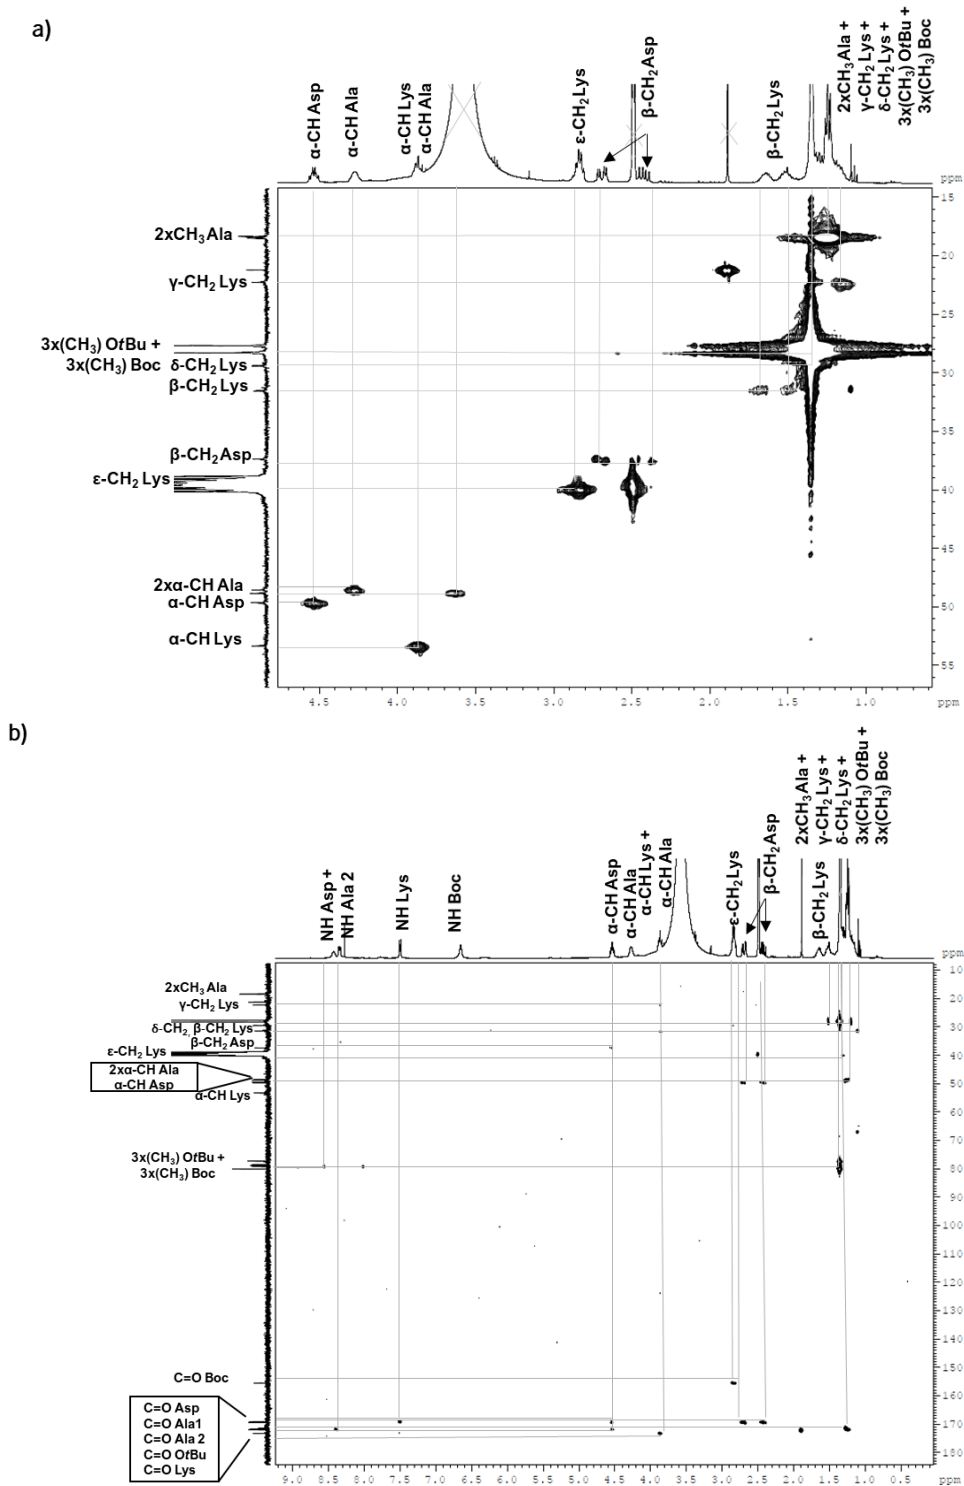 a)
α-CH Asp
α-CH Ala
α-CH Lys
α-CH Ala
ε-CH₂ Lys
β-CH₂ Asp
β-CH₂ Lys
2xCH₃ Ala +
γ-CH₂ Lys +
δ-CH₂ Lys +
3x(CH₃) OtBu +
3x(CH₃) Boc
ppm
2xCH₃ Ala
γ-CH₂ Lys
3x(CH₃) OtBu +
3x(CH₃) Boc δ-CH₂ Lys
β-CH₂ Lys
β-CH₂ Asp
ε-CH₂ Lys
2xα-CH Ala
α-CH Asp
α-CH Lys
15
20
25
30
35
40
45
50
55
4.5 4.0 3.5 3.0 2.5 2.0 1.5 1.0 ppm
b)
NH Asp +
NH Ala 2
NH Lys
NH Boc
α-CH Asp
α-CH Ala
α-CH Lys +
α-CH Ala
ε-CH₂ Lys
β-CH₂ Asp
β-CH₂ Lys
2xCH₃ Ala +
γ-CH₂ Lys +
δ-CH₂ Lys +
3x(CH₃) OtBu +
3x(CH₃) Boc
ppm
2xCH₃ Ala
γ-CH₂ Lys
δ-CH₂, β-CH₂ Lys
β-CH₂ Asp
ε-CH₂ Lys
2xα-CH Ala
α-CH Asp
α-CH Lys
3x(CH₃) OtBu +
3x(CH₃) Boc
C=O Boc
C=O Asp
C=O Ala1
C=O Ala 2
C=O OtBu
C=O Lys
10
20
30
40
50
60
70
80
90
100
110
120
130
140
150
160
170
180
9.0 8.5 8.0 7.5 7.0 6.5 6.0 5.5 5.0 4.5 4.0 3.5 3.0 2.5 2.0 1.5 1.0 0.5 ppm